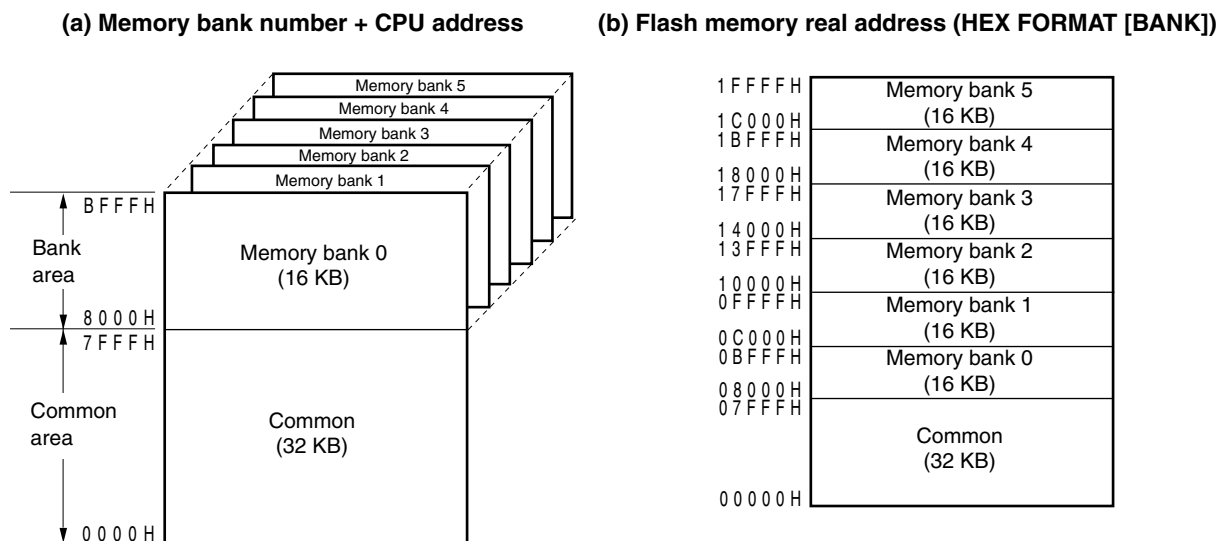 (a) Memory bank number + CPU address
Memory bank 5
Memory bank 4
Memory bank 3
Memory bank 2
Memory bank 1
BFFFH
Memory bank 0
(16 KB)
Bank
area
8000H
7FFFH
Common
area
Common
(32 KB)
0000H
(b) Flash memory real address (HEX FORMAT [BANK])
1FFFFH
Memory bank 5
(16 KB)
1C000H
1BFFFH
Memory bank 4
(16 KB)
18000H
17FFFH
Memory bank 3
(16 KB)
14000H
13FFFH
Memory bank 2
(16 KB)
10000H
0FFFFH
Memory bank 1
(16 KB)
0C000H
0BFFFH
Memory bank 0
(16 KB)
08000H
07FFFH
Common
(32 KB)
00000H